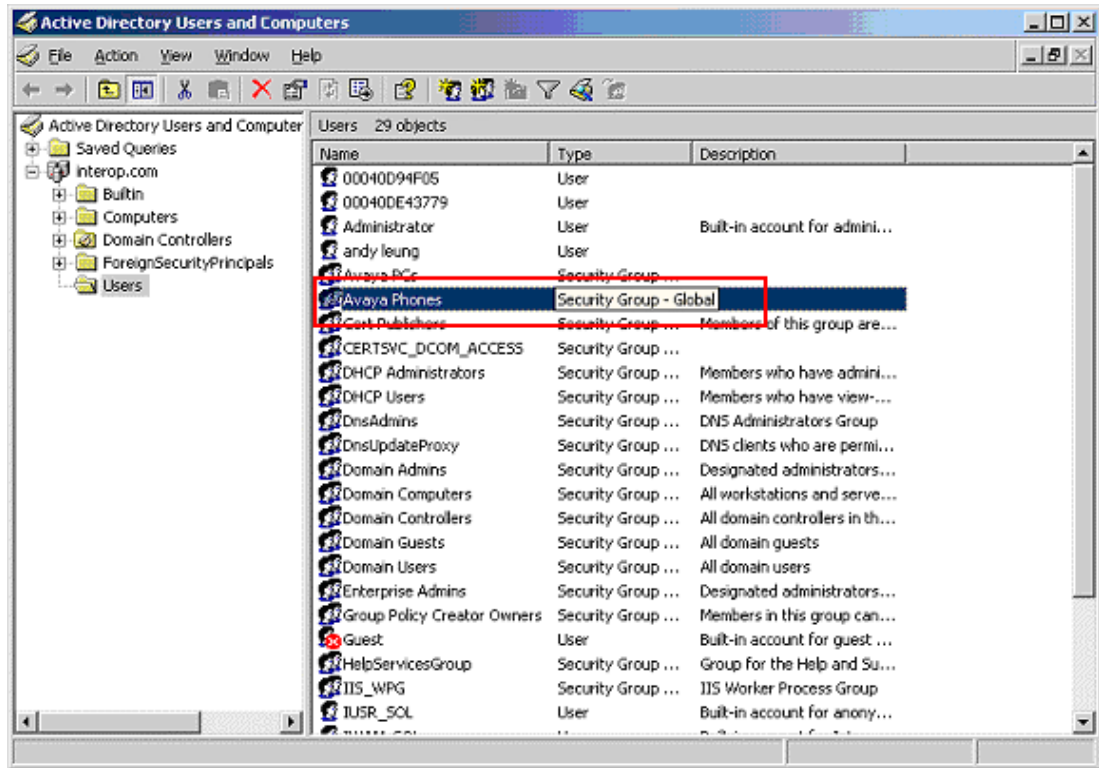 Active Directory Users and Computers
File Action View Window Help
Active Directory Users and Computer
Saved Queries
interop.com
Builtin
Computers
Domain Controllers
ForeignSecurityPrincipals
Users
Users 29 objects
Name Type Description
00040D94F05 User
00040DE43779 User
Administrator User Built-in account for admini...
andy leung User
Avaya PCs Security Group ...
Avaya Phones Security Group - Global
Cert Publishers Security Group ... Members of this group are...
CERTSVC_DCOM_ACCESS Security Group ...
DHCP Administrators Security Group ... Members who have admini...
DHCP Users Security Group ... Members who have view-...
DnsAdmins Security Group ... DNS Administrators Group
DnsUpdateProxy Security Group ... DNS clients who are permi...
Domain Admins Security Group ... Designated administrators...
Domain Computers Security Group ... All workstations and serve...
Domain Controllers Security Group ... All domain controllers in th...
Domain Guests Security Group ... All domain guests
Domain Users Security Group ... All domain users
Enterprise Admins Security Group ... Designated administrators...
Group Policy Creator Owners Security Group ... Members in this group can...
Guest User Built-in account for guest ...
HelpServicesGroup Security Group ... Group for the Help and Su...
IIS_WPG Security Group ... IIS Worker Process Group
IUSR_SOL User Built-in account for anony...